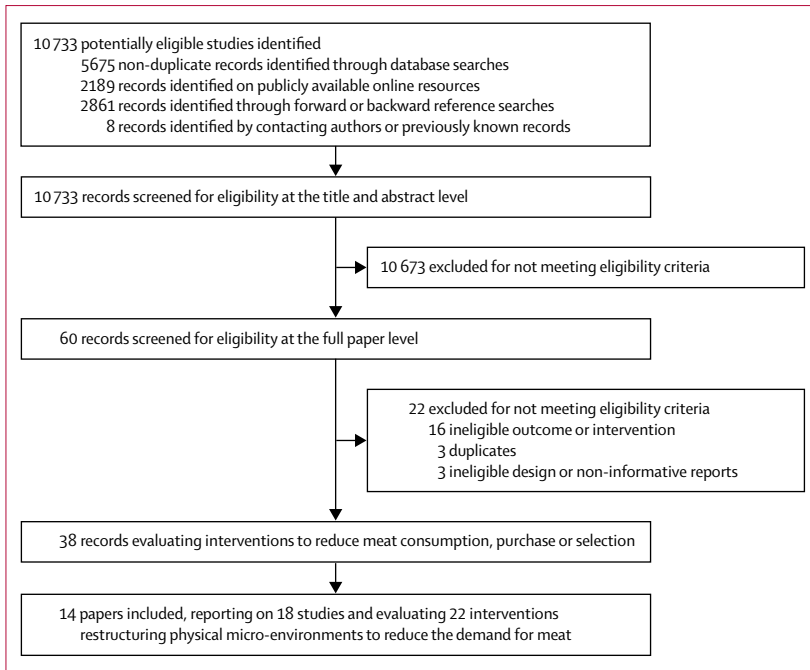 10 733 potentially eligible studies identified
5675 non-duplicate records identified through database searches
2189 records identified on publicly available online resources
2861 records identified through forward or backward reference searches
8 records identified by contacting authors or previously known records
10 733 records screened for eligibility at the title and abstract level
10 673 excluded for not meeting eligibility criteria
60 records screened for eligibility at the full paper level
22 excluded for not meeting eligibility criteria
16 ineligible outcome or intervention
3 duplicates
3 ineligible design or non-informative reports
38 records evaluating interventions to reduce meat consumption, purchase or selection
14 papers included, reporting on 18 studies and evaluating 22 interventions
restructuring physical micro-environments to reduce the demand for meat